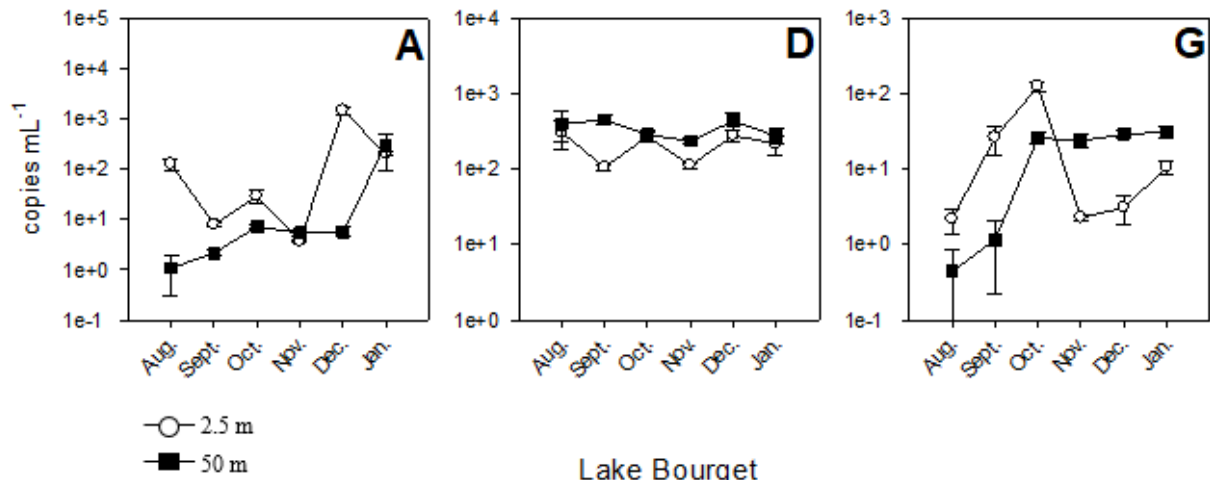 A
D
G
copies mL-1
1e+5
1e+4
1e+3
1e+2
1e+1
1e+0
1e-1
1e+4
1e+3
1e+2
1e+1
1e+0
1e+3
1e+2
1e+1
1e+0
1e-1
Aug. Sept. Oct. Nov. Dec. Jan.
Aug. Sept. Oct. Nov. Dec. Jan.
Aug. Sept. Oct. Nov. Dec. Jan.
2.5 m
50 m
Lake Bourget